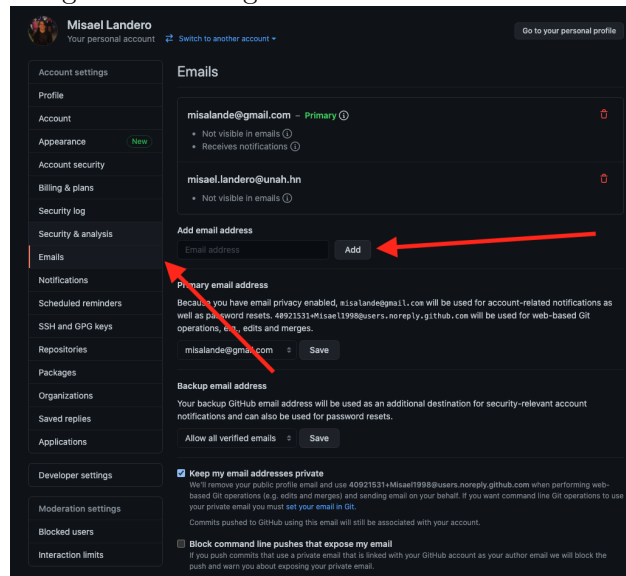 Misael Landero
Your personal account
Switch to another account
Go to your personal profile
Account settings
Profile
Account
Appearance
New
Account security
Billing & plans
Security log
Security & analysis
Emails
Notifications
Scheduled reminders
SSH and GPG keys
Repositories
Packages
Organizations
Saved replies
Applications
Developer settings
Moderation settings
Blocked users
Interaction limits
Emails
misalande@gmail.com – Primary
• Not visible in emails
• Receives notifications
misael.landero@unah.hn
• Not visible in emails
Add email address
Email address
Add
Primary email address
Because you have email privacy enabled, misalande@gmail.com will be used for account-related notifications as
well as password resets. 40921531+Misael1998@users.noreply.github.com will be used for web-based Git
operations, e.g., edits and merges.
misalande@gmail.com
Save
Backup email address
Your backup GitHub email address will be used as an additional destination for security-relevant account
notifications and can also be used for password resets.
Allow all verified emails
Save
Keep my email addresses private
We'll remove your public profile email and use 40921531+Misael1998@users.noreply.github.com when performing web-
based Git operations (e.g. edits and merges) and sending email on your behalf. If you want command line Git operations to use
your private email you must set your email in Git.
Commits pushed to GitHub using this email will still be associated with your account.
Block command line pushes that expose my email
If you push commits that use a private email that is linked with your GitHub account as your author email we will block the
push and warn you about exposing your private email.